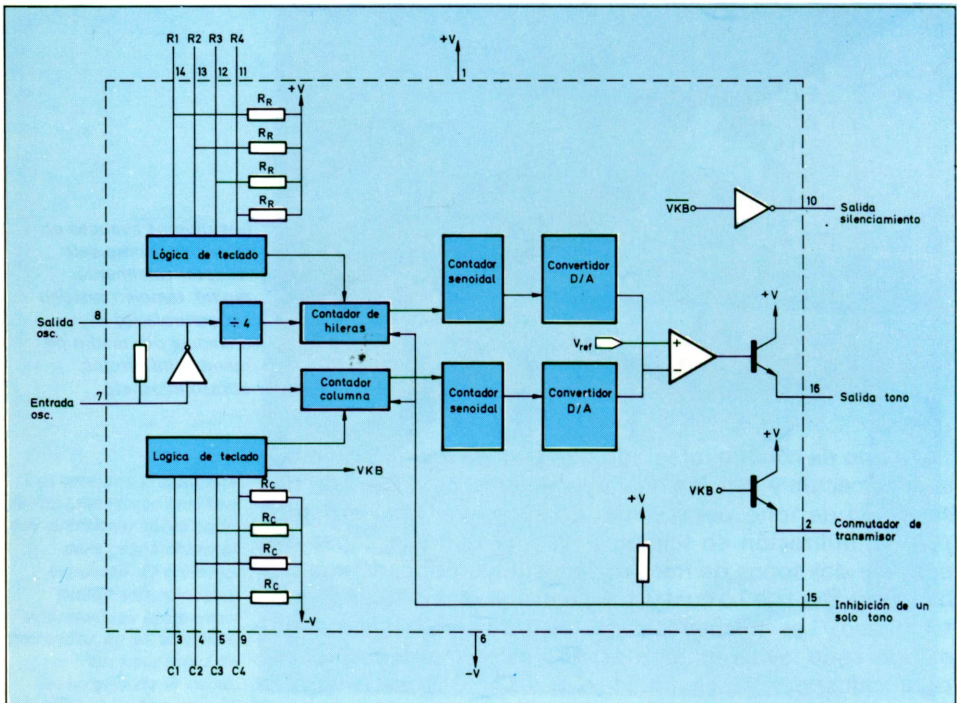 R1 R2 R3 R4
+V
14 13 12 11
1
+V
RR
RR
RR
RR
VKB
10
Salida
silenciamiento
Lógica de teclado
Contador
senoidal
Convertidor
D/A
8
Salida
osc.
÷ 4
Contador de
hileras
+V
Vref
+
−
Contador
columna
Contador
senoidal
Convertidor
D/A
7
Entrada
osc.
16
Salida tono
+V
Logica de teclado
VKB
VKB
RC
RC
RC
RC
+V
2
Conmutador de
transmisor
15
Inhibición de un
solo tono
-V
3 4 5 9
6
C1 C2 C3 C4
-V